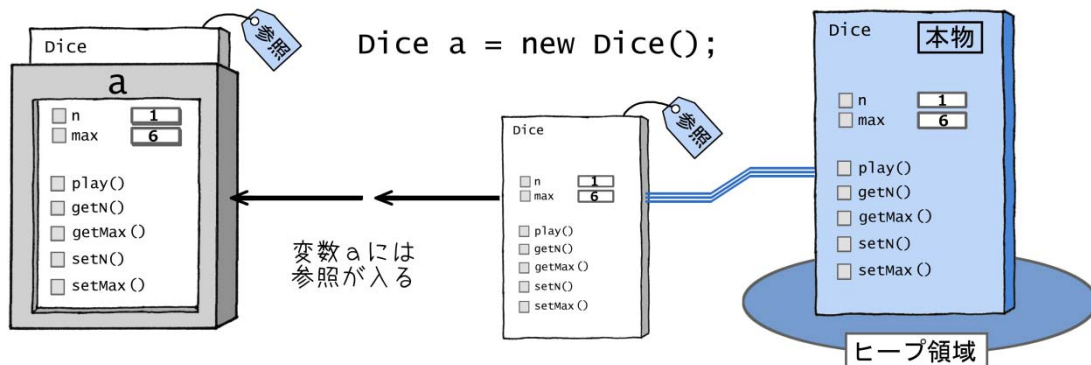 Dice
参照
a
n 1
max 6
play()
getN()
getMax()
setN()
setMax()
Dice a = new Dice();
変数aには
参照が入る
Dice
参照
n 1
max 6
play()
getN()
getMax()
setN()
setMax()
Dice
本物
n 1
max 6
play()
getN()
getMax()
setN()
setMax()
ヒープ領域